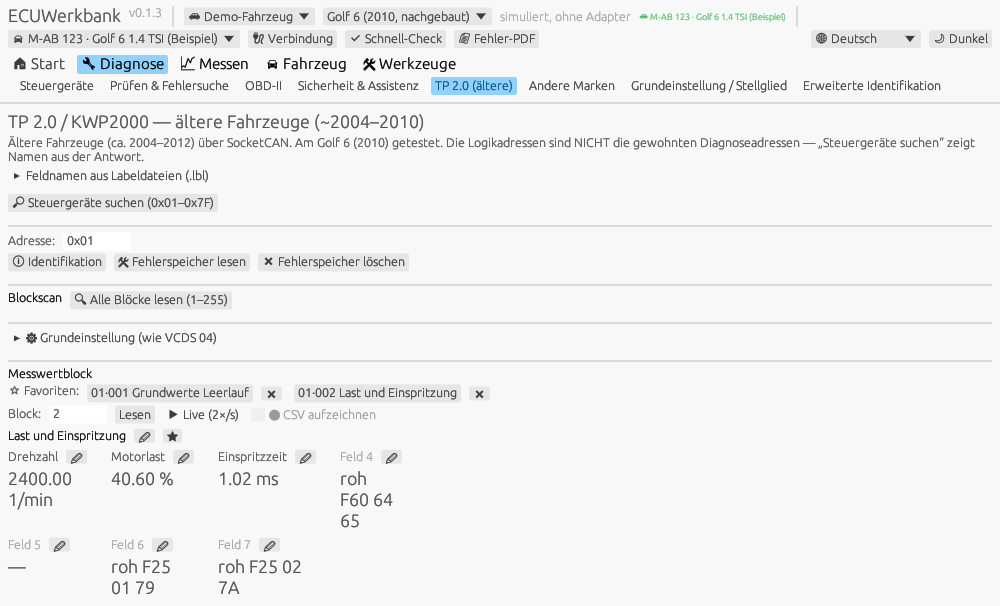 ECUWerkbank v0.1.3 Demo-Fahrzeug Golf 6 (2010, nachgebaut) simuliert, ohne Adapter M-AB 123 · Golf 6 1.4 TSI (Beispiel)
M-AB 123 · Golf 6 1.4 TSI (Beispiel) Verbindung Schnell-Check Fehler-PDF Deutsch Dunkel
Start Diagnose Messen Fahrzeug Werkzeuge
Steuergeräte Prüfen & Fehlersuche OBD-II Sicherheit & Assistenz TP 2.0 (ältere) Andere Marken Grundeinstellung / Stellglied Erweiterte Identifikation
TP 2.0 / KWP2000 — ältere Fahrzeuge (~2004–2010)
Ältere Fahrzeuge (ca. 2004–2012) über SocketCAN. Am Golf 6 (2010) getestet. Die Logikadressen sind NICHT die gewohnten Diagnoseadressen — „Steuergeräte suchen“ zeigt
Namen aus der Antwort.
Feldnamen aus Labeldateien (.lbl)
Steuergeräte suchen (0x01–0x7F)
Adresse: 0x01
Identifikation Fehlerspeicher lesen Fehlerspeicher löschen
Blockscan Alle Blöcke lesen (1–255)
Grundeinstellung (wie VCDS 04)
Messwertblock
Favoriten: 01·001 Grundwerte Leerlauf 01·002 Last und Einspritzung
Block: 2 Lesen Live (2×/s) CSV aufzeichnen
Last und Einspritzung
Drehzahl Motorlast Einspritzzeit Feld 4
2400.00 40.60 % 1.02 ms roh
1/min F60 64
65
Feld 5 Feld 6 Feld 7
— roh F25 roh F25 02
01 79 7A